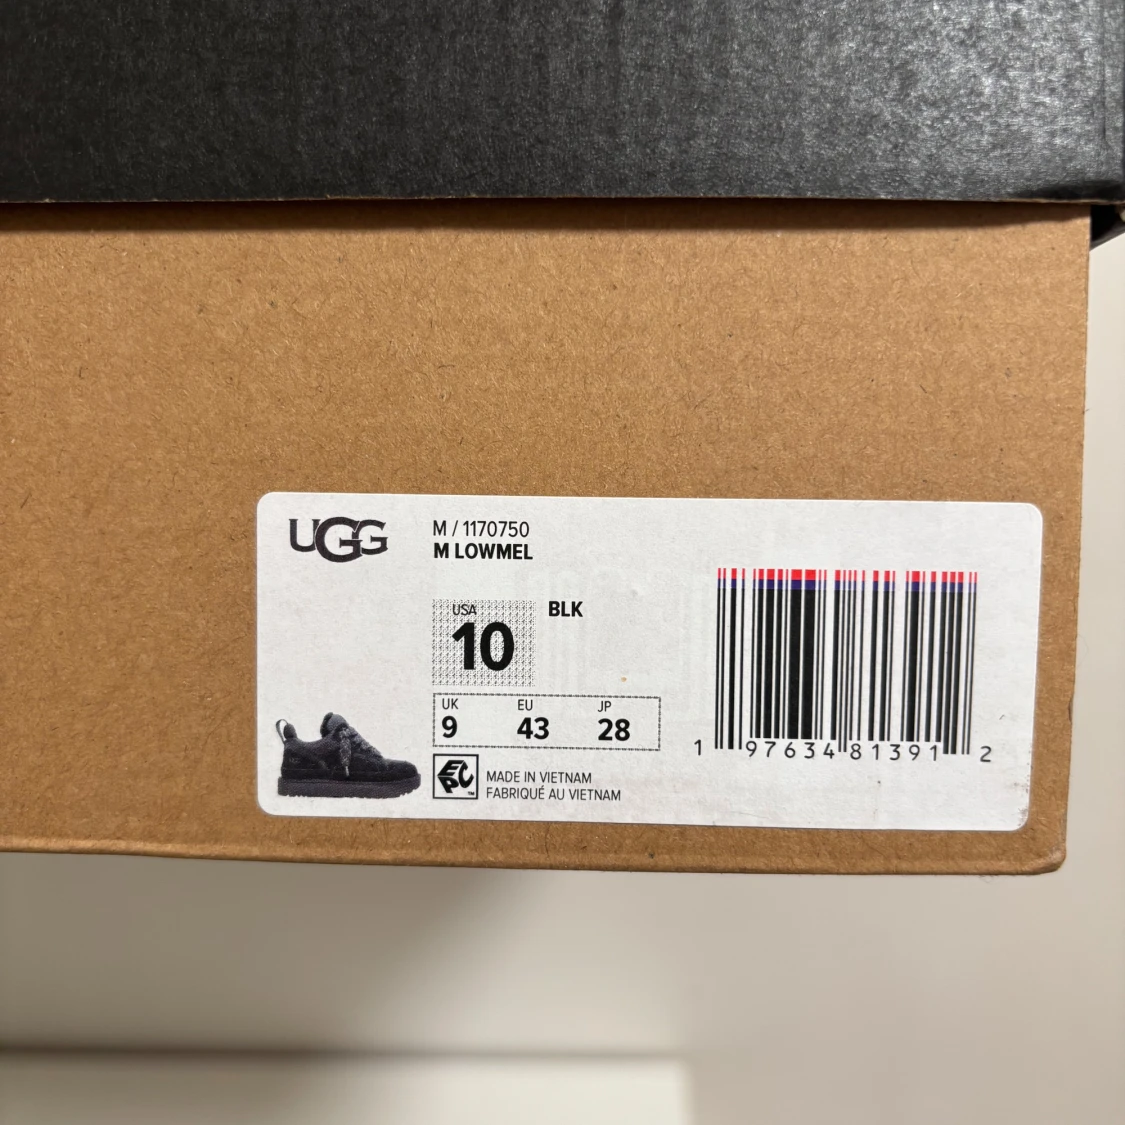 UGG
M / 1170750
M LOWMEL
USA
10
BLK
UK EU JP
9 43 28
EPC™
MADE IN VIETNAM
FABRIQUÉ AU VIETNAM
1 97634 81391 2